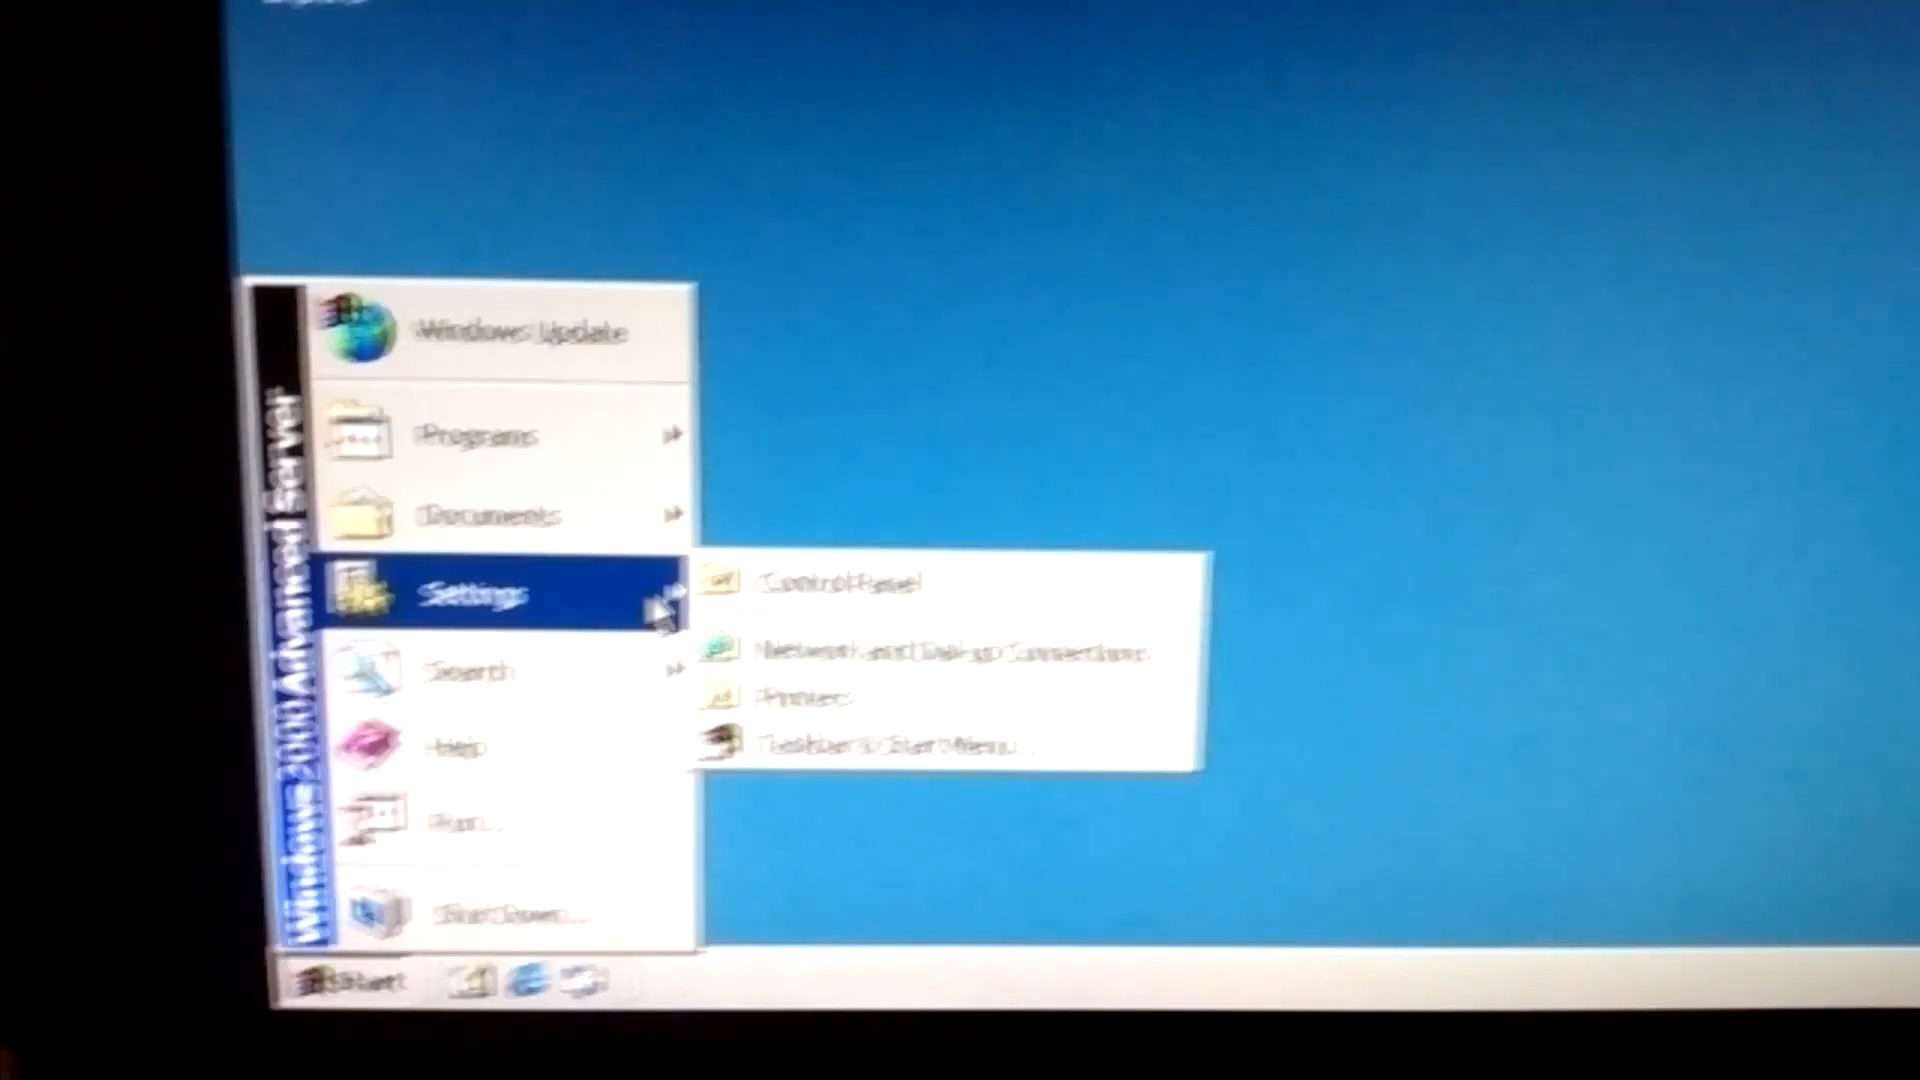 Windows Update
Programs
Documents
Settings
Search
Help
Run...
Shut Down...
Windows 2000 Advanced Server
Control Panel
Network and Dial-up Connections
Printers
Taskbar & Start Menu...
Start